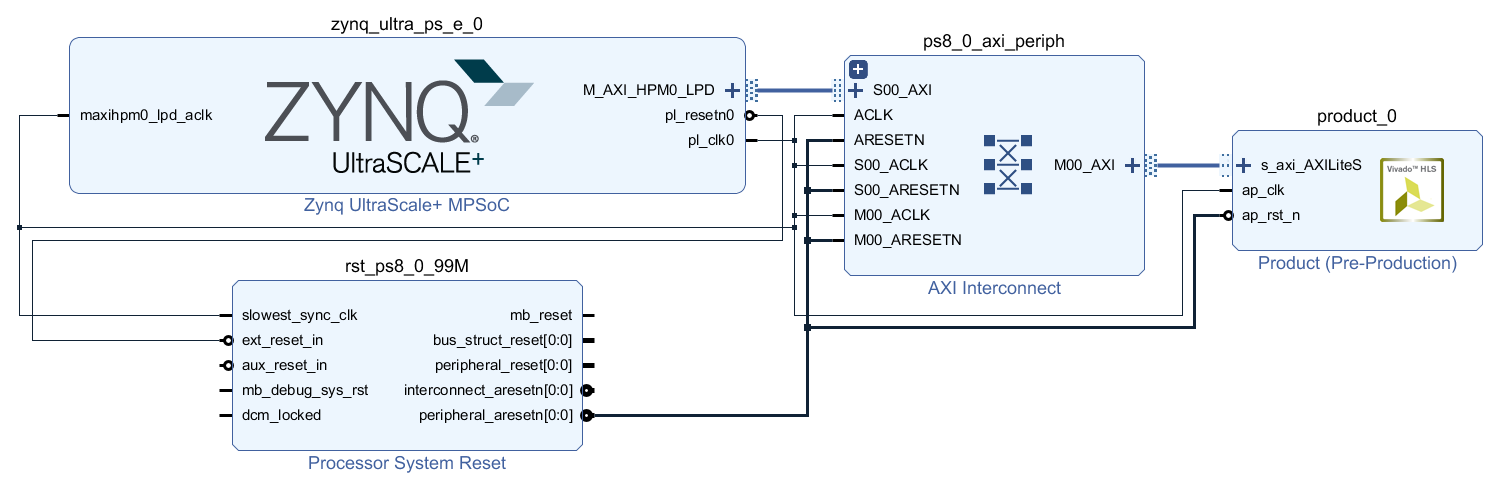 zynq_ultra_ps_e_0
maxihpm0_lpd_aclk
ZYNQ®
UltraSCALE+
M_AXI_HPM0_LPD
pl_resetn0
pl_clk0
Zynq UltraScale+ MPSoC
ps8_0_axi_periph
S00_AXI
ACLK
ARESETN
S00_ACLK
S00_ARESETN
M00_ACLK
M00_ARESETN
M00_AXI
AXI Interconnect
product_0
s_axi_AXILiteS
ap_clk
ap_rst_n
Vivado™ HLS
Product (Pre-Production)
rst_ps8_0_99M
slowest_sync_clk
ext_reset_in
aux_reset_in
mb_debug_sys_rst
dcm_locked
mb_reset
bus_struct_reset[0:0]
peripheral_reset[0:0]
interconnect_aresetn[0:0]
peripheral_aresetn[0:0]
Processor System Reset